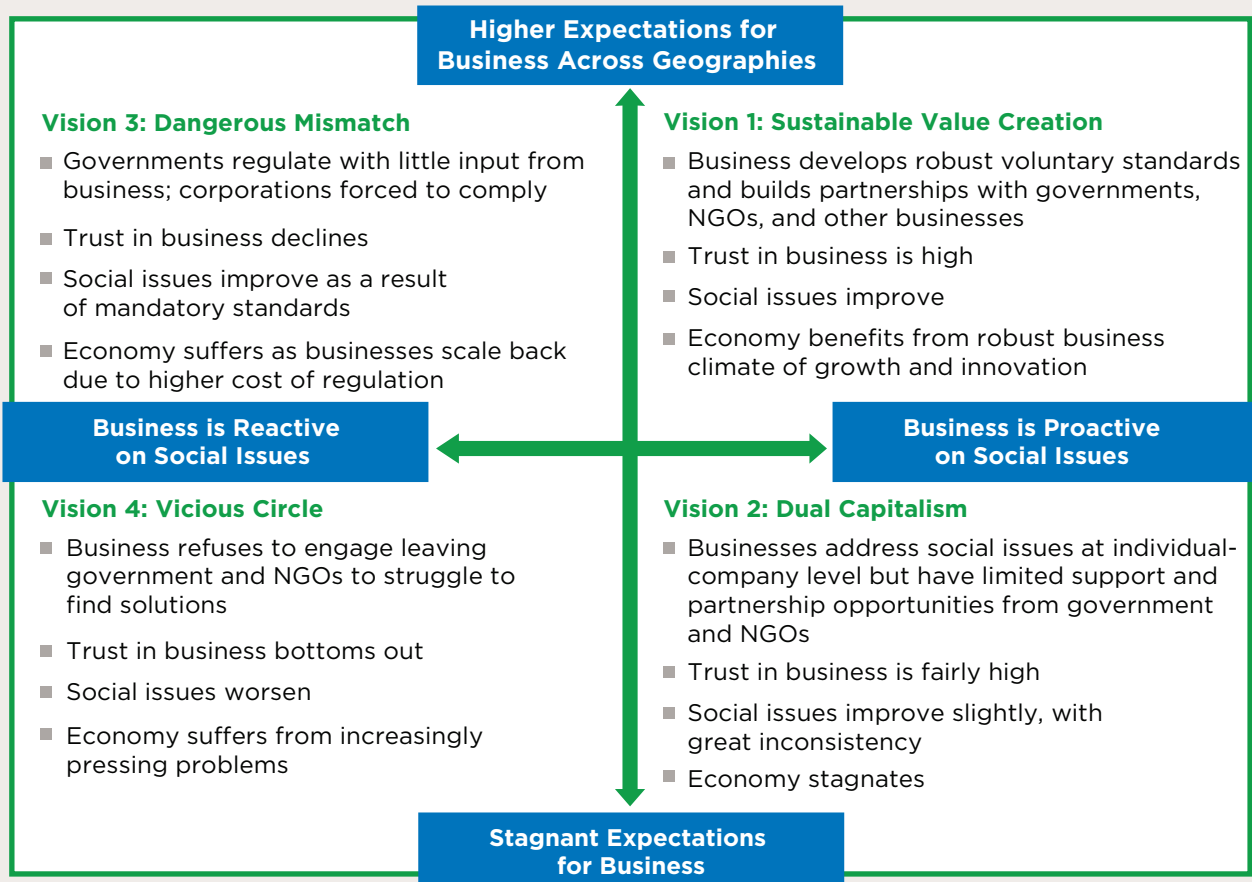 Higher Expectations for
Business Across Geographies
Vision 3: Dangerous Mismatch
■ Governments regulate with little input from
business; corporations forced to comply
■ Trust in business declines
■ Social issues improve as a result
of mandatory standards
■ Economy suffers as businesses scale back
due to higher cost of regulation
Vision 1: Sustainable Value Creation
■ Business develops robust voluntary standards
and builds partnerships with governments,
NGOs, and other businesses
■ Trust in business is high
■ Social issues improve
■ Economy benefits from robust business
climate of growth and innovation
Business is Reactive
on Social Issues
Business is Proactive
on Social Issues
Vision 4: Vicious Circle
■ Business refuses to engage leaving
government and NGOs to struggle to
find solutions
■ Trust in business bottoms out
■ Social issues worsen
■ Economy suffers from increasingly
pressing problems
Vision 2: Dual Capitalism
■ Businesses address social issues at individual-
company level but have limited support and
partnership opportunities from government
and NGOs
■ Trust in business is fairly high
■ Social issues improve slightly, with
great inconsistency
■ Economy stagnates
Stagnant Expectations
for Business